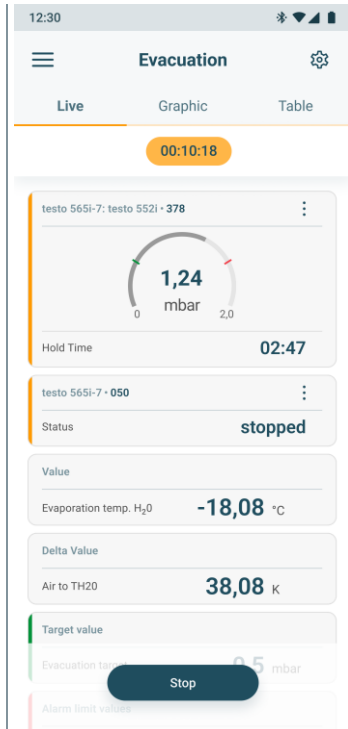 12:30
Evacuation
Live Graphic Table
00:10:18
testo 565i-7: testo 552i • 378
1,24
mbar
0 2,0
Hold Time 02:47
testo 565i-7 • 050
Status stopped
Value
Evaporation temp. H₂0 -18,08 °C
Delta Value
Air to TH20 38,08 K
Target value
Evacuation target 0,5 mbar
Stop
Alarm limit values